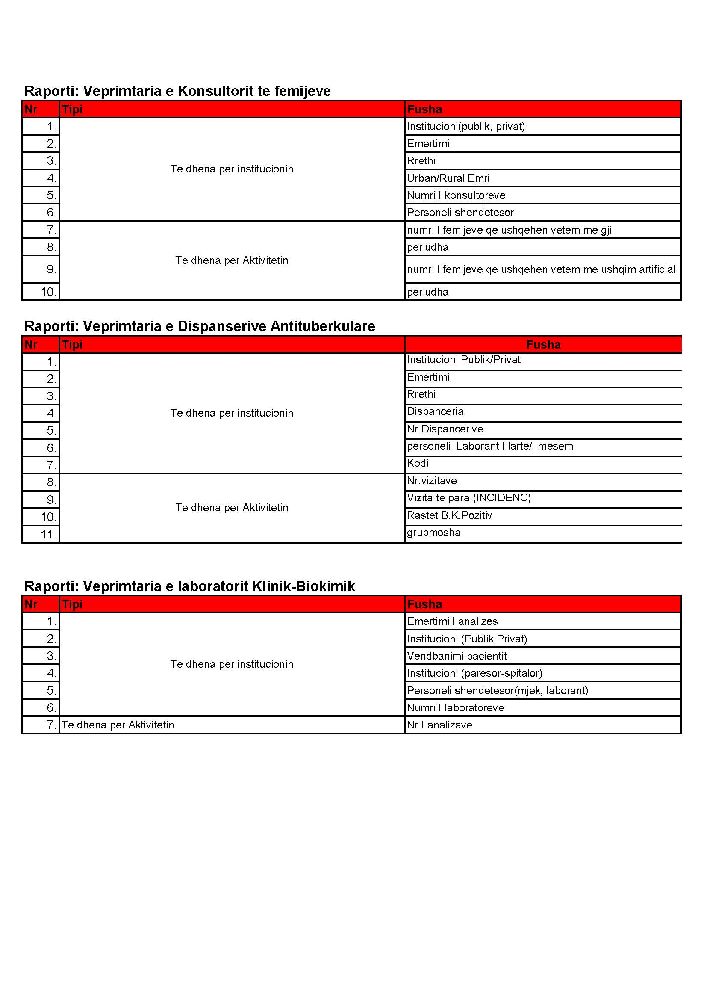 Raporti: Veprimtaria e Konsultorit te femijeve
Nr Tipi Fusha
1. Institucioni(publik, privat)
2. Emertimi
3. Rrethi
Te dhena per institucionin
4. Urban/Rural Emri
5. Numri I konsultoreve
6. Personeli shendetesor
7. numri I femijeve qe ushqehen vetem me gji
8. periudha
Te dhena per Aktivitetin
9. numri I femijeve qe ushqehen vetem me ushqim artificial
10. periudha
Raporti: Veprimtaria e Dispanserive Antituberkulare
Nr Tipi Fusha
1. Institucioni Publik/Privat
2. Emertimi
3. Rrethi
4. Te dhena per institucionin Dispanceria
5. Nr.Dispancerive
6. personeli  Laborant I larte/I mesem
7. Kodi
8. Nr.vizitave
9. Vizita te para (INCIDENC)
Te dhena per Aktivitetin
10. Rastet B.K.Pozitiv
11. grupmosha
Raporti: Veprimtaria e laboratorit Klinik-Biokimik
Nr Tipi Fusha
1. Emertimi I analizes
2. Institucioni (Publik,Privat)
3. Vendbanimi pacientit
Te dhena per institucionin
4. Institucioni (paresor-spitalor)
5. Personeli shendetesor(mjek, laborant)
6. Numri I laboratoreve
7. Te dhena per Aktivitetin Nr I analizave